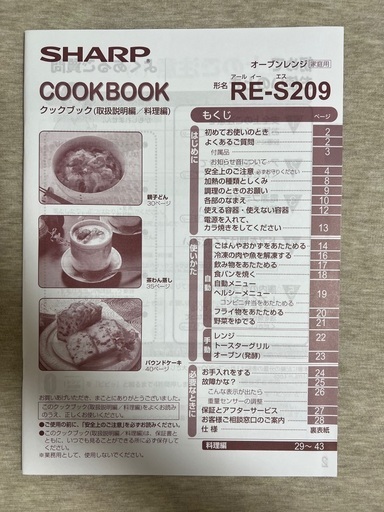 SHARP
オーブンレンジ 家庭用
COOKBOOK
クックブック(取扱説明編/料理編)
アール イー エス
形名 RE-S209
もくじ ページ
はじめに
初めてお使いのとき 2
よくあるご質問 2
付属品 3
お知らせ音について
安全上のご注意 必ずお守りください 4
加熱の種類としくみ 8
調理のときのお願い 9
各部のなまえ 10
使える容器・使えない容器 12
電源を入れて、
カラ焼きをしてください 13
使いかた
自動
ごはんやおかずをあたためる 14
冷凍の肉や魚を解凍する 16
飲み物をあたためる 17
食パンを焼く 18
自動メニュー
ヘルシーメニュー 19
コンビニ弁当をあたためる
フライ物をあたためる 20
野菜をゆでる 21
手動
レンジ 22
トースターグリル
オーブン(発酵) 23
必要なときに
お手入れをする 24
故障かな? 25
こんな表示が出たら 26
重量センサーの調整
保証とアフターサービス 27
お客様ご相談窓口のご案内 28
仕様 裏表紙
料理編 29~43
親子どん
30ページ
茶わん蒸し
35ページ
パウンドケーキ
40ページ
お買いあげいただき、まことにありがとうございました。
このクックブック(取扱説明編/料理編)をよくお読み
のうえ、正しくお使いください。
●ご使用の前に、「安全上のご注意」を必ずお読みください。
●このクックブック(取扱説明編/料理編)は、保証書と
ともに、いつでも見ることができる所に必ず保存して
ください。
※業務用として、使用しないでください。